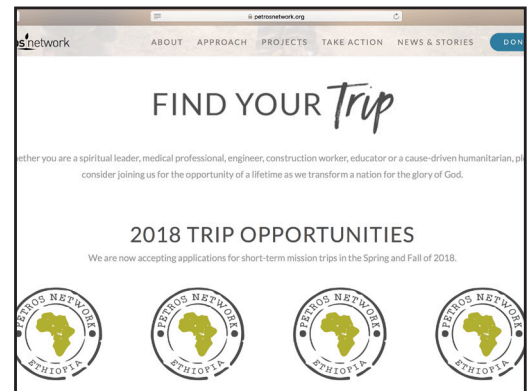 petrosnetwork.org
os network
ABOUT APPROACH PROJECTS TAKE ACTION NEWS & STORIES DON
FIND YOUR Trip
ether you are a spiritual leader, medical professional, engineer, construction worker, educator or a cause-driven humanitarian, pl
consider joining us for the opportunity of a lifetime as we transform a nation for the glory of God.
2018 TRIP OPPORTUNITIES
We are now accepting applications for short-term mission trips in the Spring and Fall of 2018.
OS NETWO
ETHIOPIA
PETROS NETWORK
ETHIOPIA
PETROS NETWORK
ETHIOPIA
PETROS NETW
ETHIOPIA